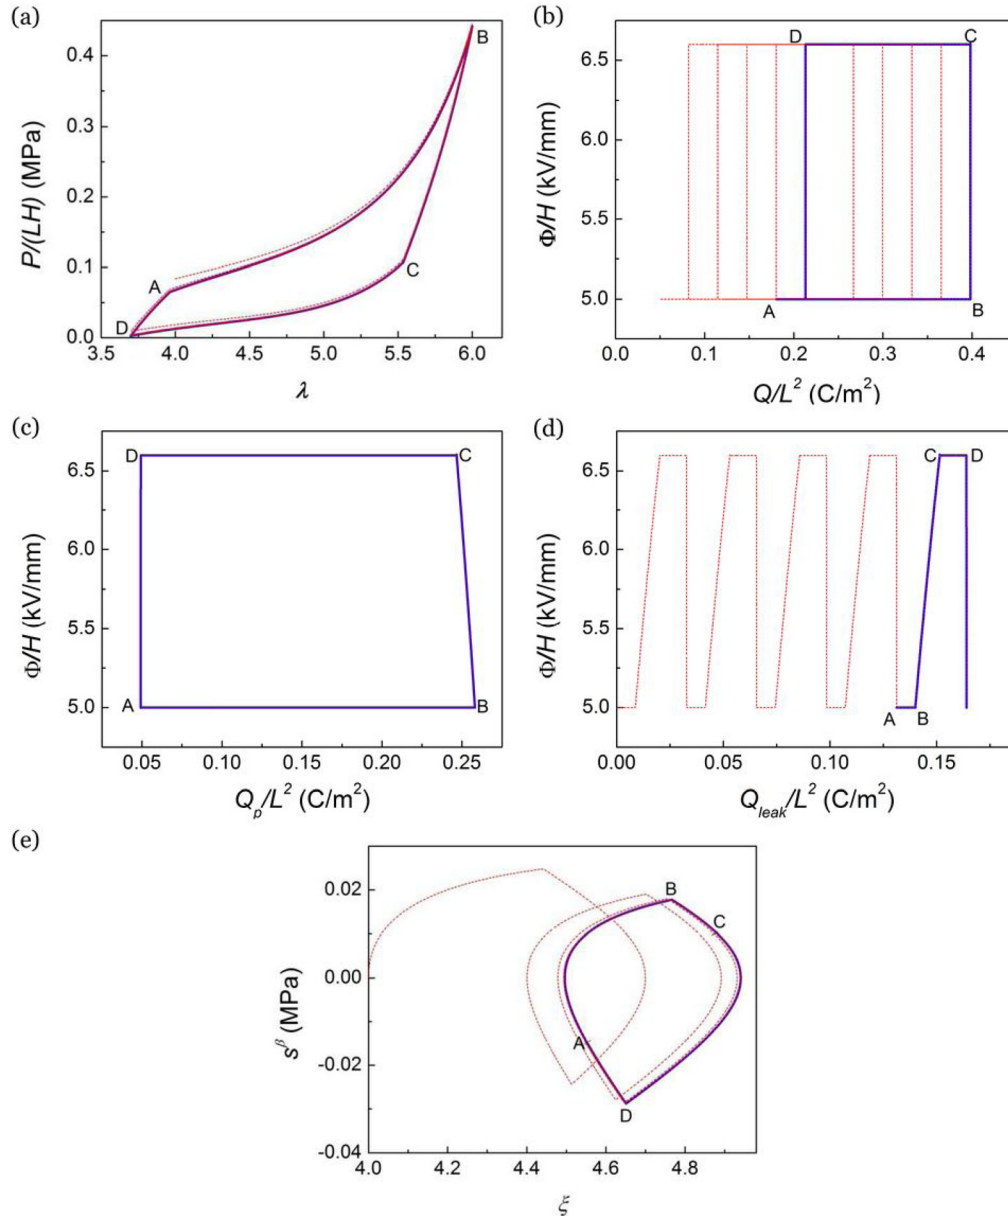 (a)
P/(LH) (MPa)
0.4
0.3
0.2
0.1
0.0
A
B
C
D
3.5 4.0 4.5 5.0 5.5 6.0
λ
(b)
Φ/H (kV/mm)
6.5
6.0
5.5
5.0
D C
A B
0.0 0.1 0.2 0.3 0.4
Q/L² (C/m²)
(c)
Φ/H (kV/mm)
6.5
6.0
5.5
5.0
D C
A B
0.05 0.10 0.15 0.20 0.25
Qₚ/L² (C/m²)
(d)
Φ/H (kV/mm)
6.5
6.0
5.5
5.0
C D
A B
0.00 0.05 0.10 0.15
Q_leak/L² (C/m²)
(e)
s^β (MPa)
0.02
0.00
-0.02
-0.04
B
C
A
D
4.0 4.2 4.4 4.6 4.8
ξ